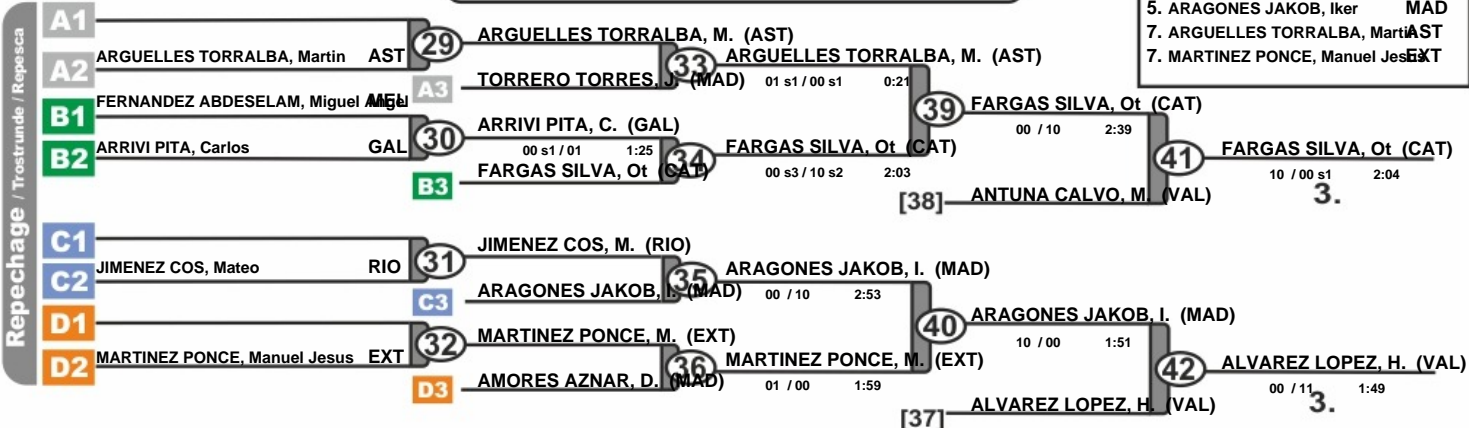 5. ARAGONES JAKOB, Iker MAD
7. ARGUELLES TORRALBA, Martin AST
7. MARTINEZ PONCE, Manuel Jesus EXT
Repechage / Trostrunde / Repesca
A1
ARGUELLES TORRALBA, Martin AST
A2
29
ARGUELLES TORRALBA, M. (AST)
A3
TORRERO TORRES, J. (MAD)
33
ARGUELLES TORRALBA, M. (AST)
01 s1 / 00 s1 0:21
B1
FERNANDEZ ABDESELAM, Miguel Angel MEL
B2
ARRIVI PITA, Carlos GAL
30
ARRIVI PITA, C. (GAL)
00 s1 / 01 1:25
B3
FARGAS SILVA, Ot (CAT)
34
FARGAS SILVA, Ot (CAT)
00 s3 / 10 s2 2:03
39
FARGAS SILVA, Ot (CAT)
00 / 10 2:39
[38]
ANTUNA CALVO, M. (VAL)
41
FARGAS SILVA, Ot (CAT)
10 / 00 s1 2:04
3.
C1
C2
JIMENEZ COS, Mateo RIO
31
JIMENEZ COS, M. (RIO)
C3
ARAGONES JAKOB, I. (MAD)
35
ARAGONES JAKOB, I. (MAD)
00 / 10 2:53
D1
D2
MARTINEZ PONCE, Manuel Jesus EXT
32
MARTINEZ PONCE, M. (EXT)
D3
AMORES AZNAR, D. (MAD)
36
MARTINEZ PONCE, M. (EXT)
01 / 00 1:59
40
ARAGONES JAKOB, I. (MAD)
10 / 00 1:51
[37]
ALVAREZ LOPEZ, H. (VAL)
42
ALVAREZ LOPEZ, H. (VAL)
00 / 11 1:49
3.